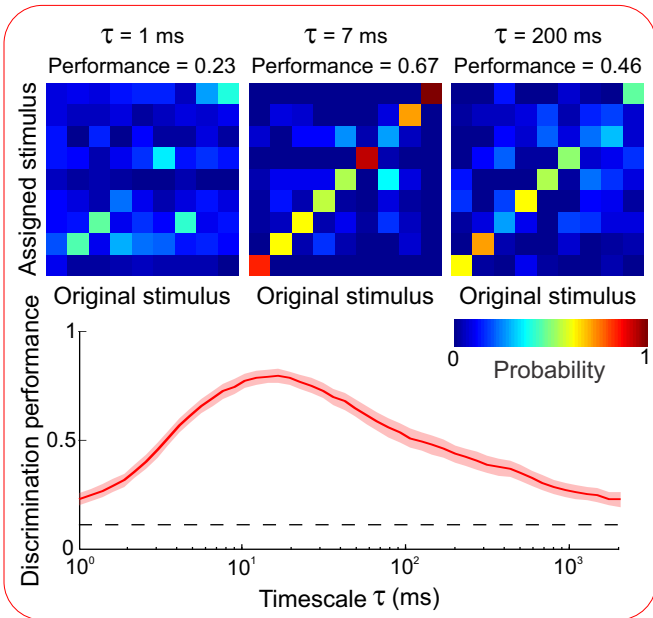 τ = 1 ms
Performance = 0.23
τ = 7 ms
Performance = 0.67
τ = 200 ms
Performance = 0.46
Assigned stimulus
Original stimulus
Original stimulus
Original stimulus
0
1
Probability
Discrimination performance
1
0.5
0
10⁰
10¹
10²
10³
Timescale τ (ms)